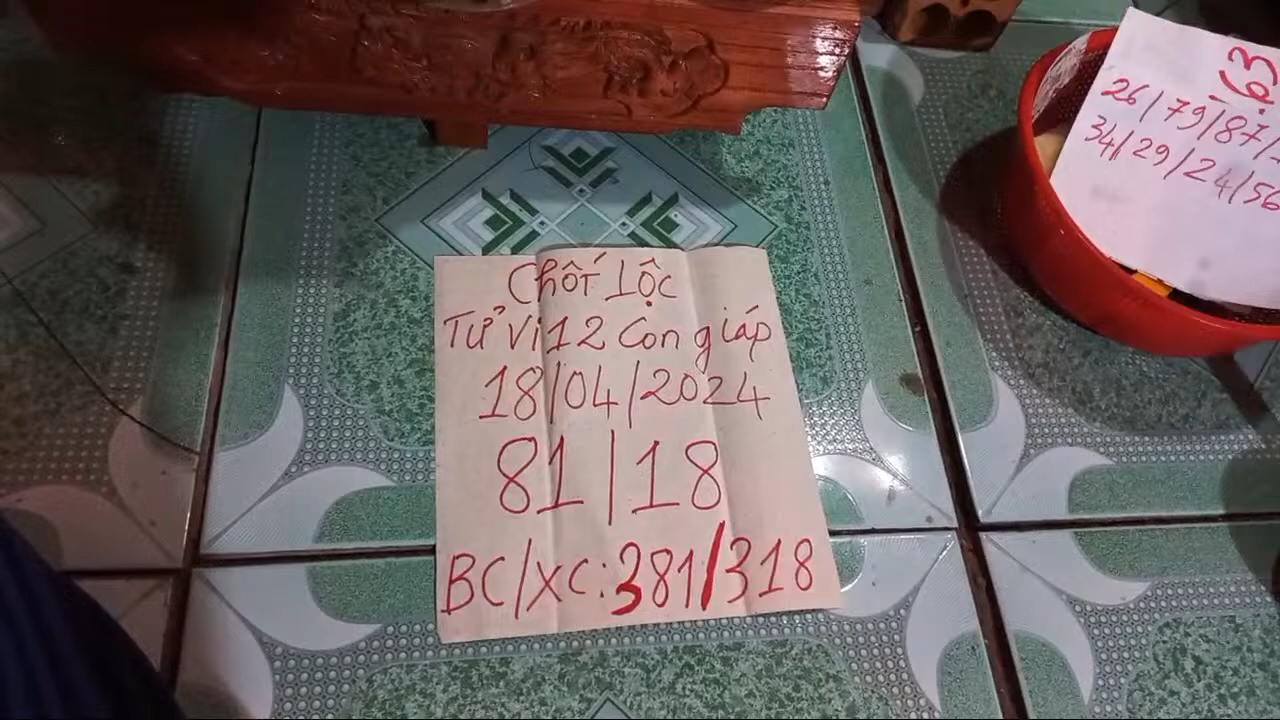 Chốt Lộc
Tử Vi 12 Con giáp
18/04/2024
81 | 18
BC/XC: 381/318
63
26/79/87/
34/29/24/56